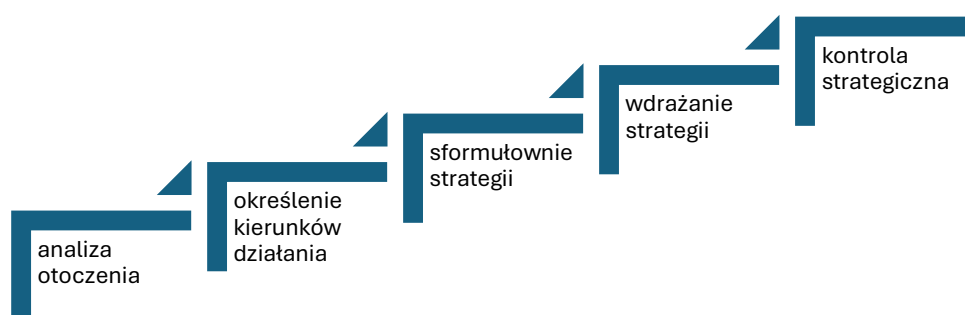 analiza
otoczenia
określenie
kierunków
działania
sformułownie
strategii
wdrażanie
strategii
kontrola
strategiczna